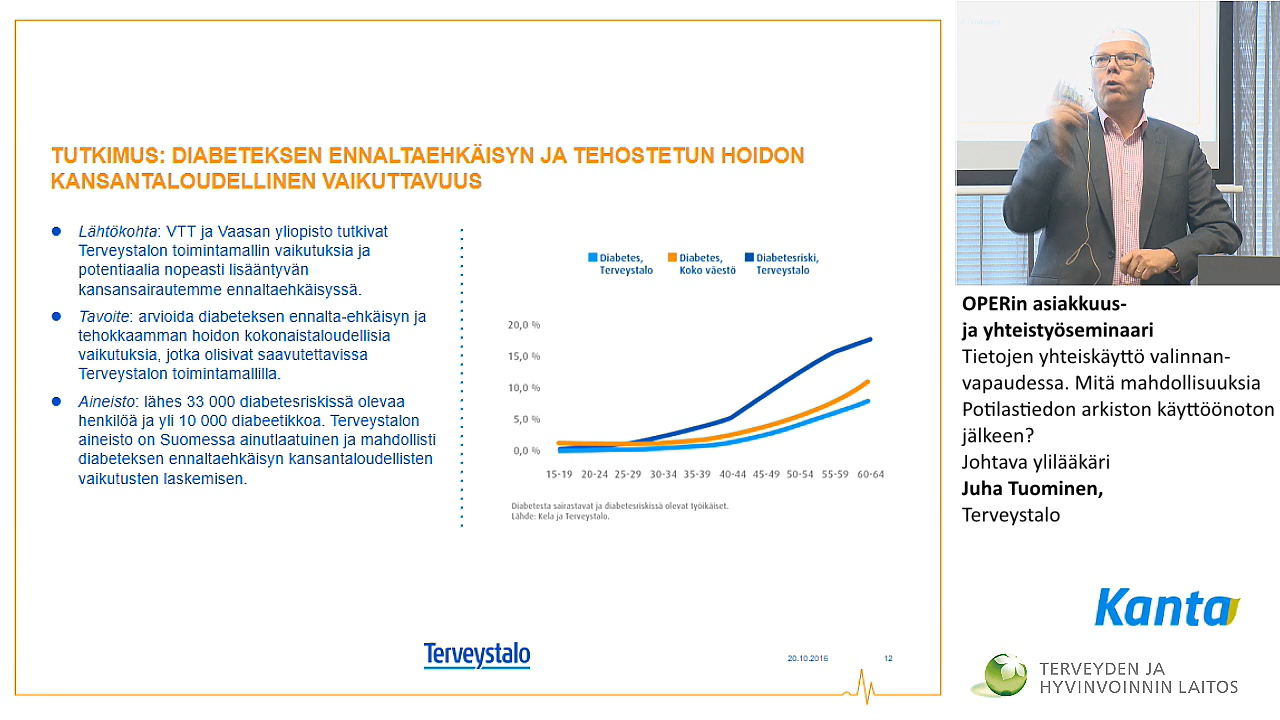 TUTKIMUS: DIABETEKSEN ENNALTAEHKÄISYN JA TEHOSTETUN HOIDON
KANSANTALOUDELLINEN VAIKUTTAVUUS
Lähtökohta: VTT ja Vaasan yliopisto tutkivat
Terveystalon toimintamallin vaikutuksia ja
potentiaalia nopeasti lisääntyvän
kansansairautemme ennaltaehkäisyssä.
Tavoite: arvioida diabeteksen ennalta-ehkäisyn ja
tehokkaamman hoidon kokonaistaloudellisia
vaikutuksia, jotka olisivat saavutettavissa
Terveystalon toimintamallilla.
Aineisto: lähes 33 000 diabetesriskissä olevaa
henkilöä ja yli 10 000 diabeetikkoa. Terveystalon
aineisto on Suomessa ainutlaatuinen ja mahdollisti
diabeteksen ennaltaehkäisyn kansantaloudellisten
vaikutusten laskemisen.
Diabetes, Terveystalo
Diabetes, Koko väestö
Diabetesriski, Terveystalo
20,0 %
15,0 %
10,0 %
5,0 %
0,0 %
15-19 20-24 25-29 30-34 35-39 40-44 45-49 50-54 55-59 60-64
Diabetesta sairastavat ja diabetesriskissä olevat työikäiset.
Lähde: Kela ja Terveystalo.
Terveystalo
20.10.2016 12
OPERin asiakkuus-
ja yhteistyöseminaari
Tietojen yhteiskäyttö valinnan-
vapaudessa. Mitä mahdollisuuksia
Potilastiedon arkiston käyttöönoton
jälkeen?
Johtava ylilääkäri
Juha Tuominen,
Terveystalo
Kanta
TERVEYDEN JA
HYVINVOINNIN LAITOS